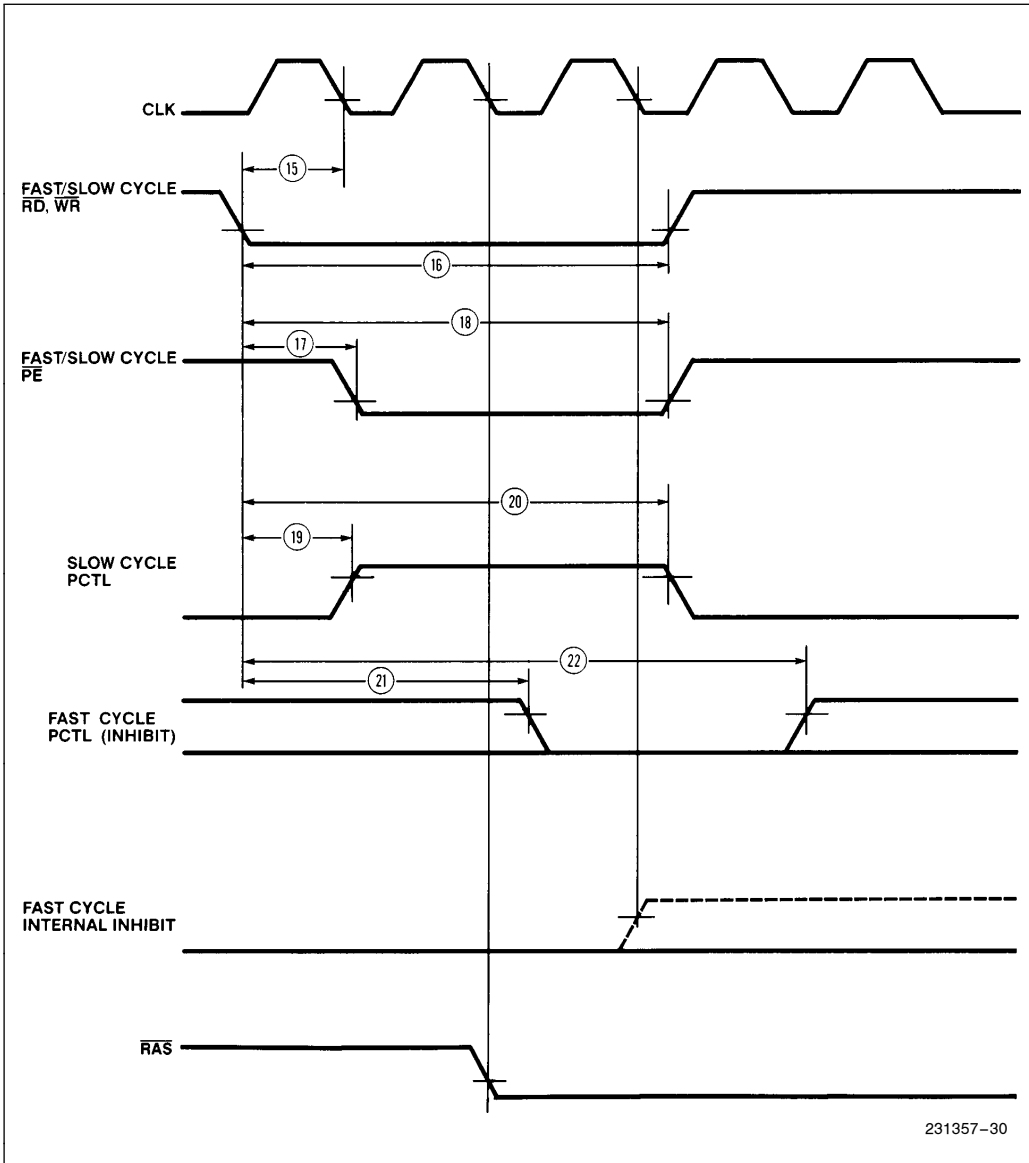 CLK
15
FAST/SLOW CYCLE
RD, WR
16
18
17
FAST/SLOW CYCLE
PE
20
19
SLOW CYCLE
PCTL
22
21
FAST CYCLE
PCTL (INHIBIT)
FAST CYCLE
INTERNAL INHIBIT
RAS
231357-30